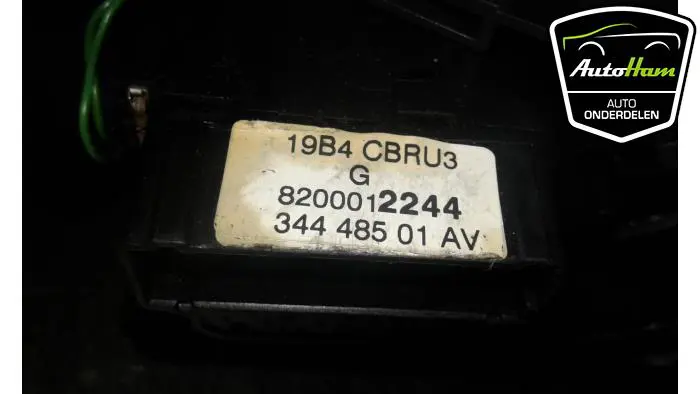 AutoHam
AUTO
ONDERDELEN
19B4 CBRU3
G
8200012244
344 485 01 AV